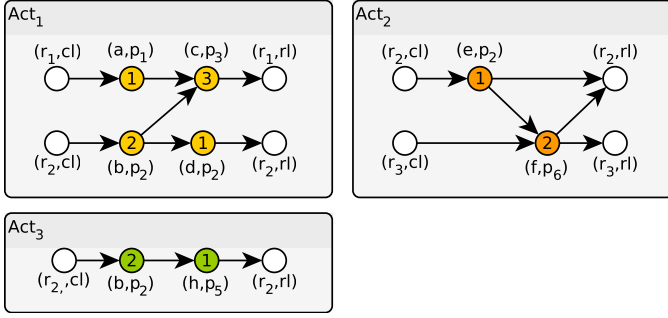 Act₁
(r₁,cl) (a,p₁) (c,p₃) (r₁,rl)
1 3
2 1
(r₂,cl) (b,p₂) (d,p₂) (r₂,rl)
Act₂
(r₂,cl) (e,p₂) (r₂,rl)
1
2
(r₃,cl) (f,p₆) (r₃,rl)
Act₃
2 1
(r₂,,cl) (b,p₂) (h,p₅) (r₂,rl)